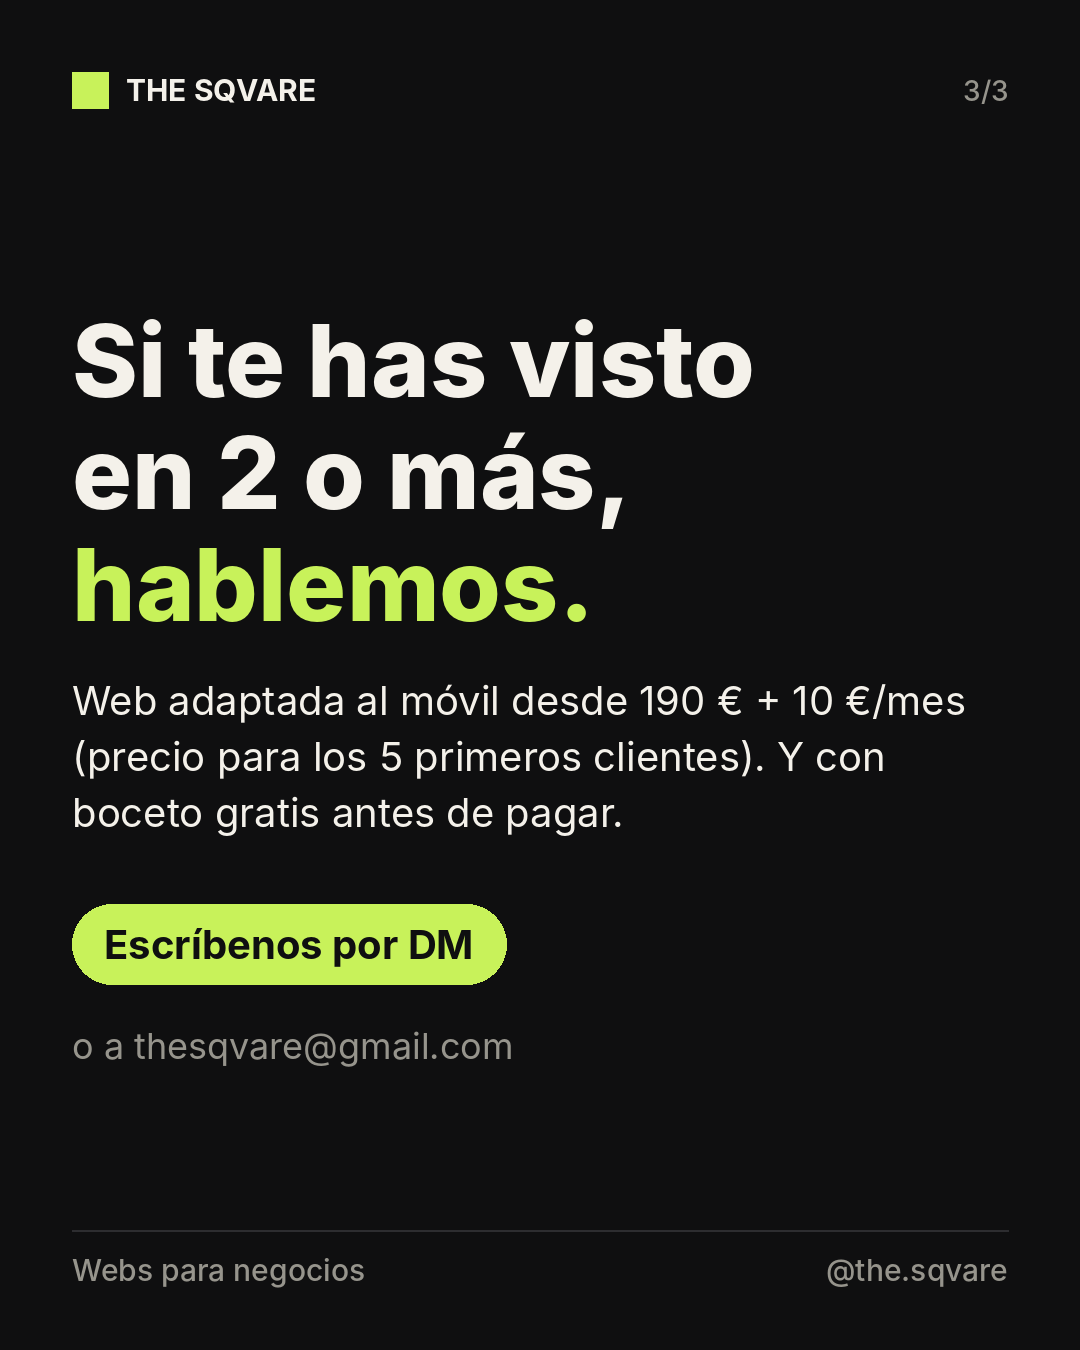 THE SQVARE
3/3
Si te has visto
en 2 o más,
hablemos.
Web adaptada al móvil desde 190 € + 10 €/mes
(precio para los 5 primeros clientes). Y con
boceto gratis antes de pagar.
Escríbenos por DM
o a thesqvare@gmail.com
Webs para negocios
@the.sqvare